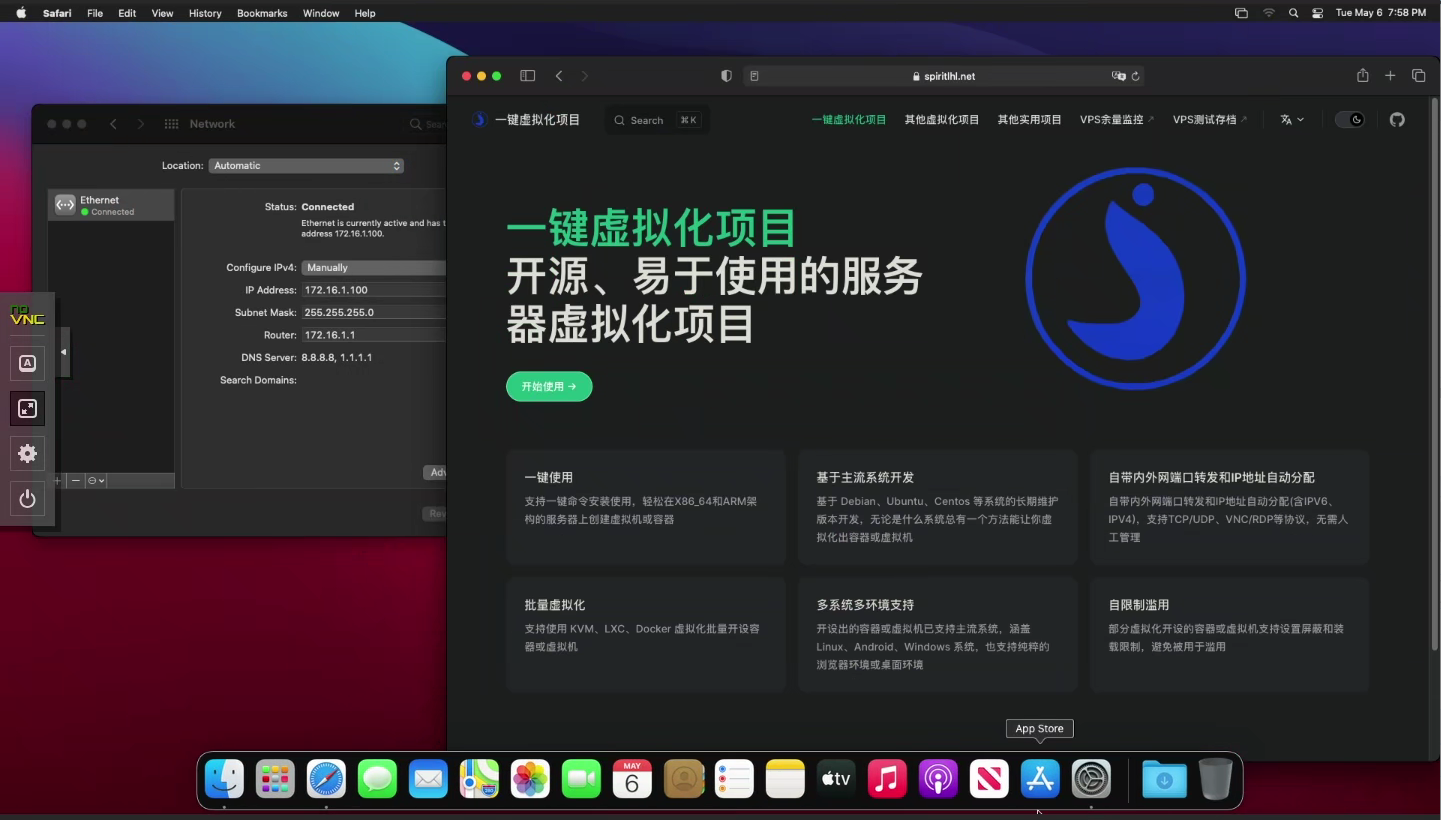 Safari File Edit View History Bookmarks Window Help
Tue May 6 7:58 PM
Network
Location: Automatic
Ethernet
Connected
Status: Connected
Ethernet is currently active and has t
address 172.16.1.100.
Configure IPv4: Manually
IP Address: 172.16.1.100
Subnet Mask: 255.255.255.0
Router: 172.16.1.1
DNS Server: 8.8.8.8, 1.1.1.1
Search Domains:
no
VNC
A
spiritlhl.net
一键虚拟化项目
Search ⌘K
一键虚拟化项目 其他虚拟化项目 其他实用项目 VPS余量监控 VPS测试存档
一键虚拟化项目
开源、易于使用的服务
器虚拟化项目
开始使用 →
一键使用
支持一键命令安装使用，轻松在X86_64和ARM架
构的服务器上创建虚拟机或容器
基于主流系统开发
基于 Debian、Ubuntu、Centos 等系统的长期维护
版本开发，无论是什么系统总有一个方法能让你虚
拟化出容器或虚拟机
自带内外网端口转发和IP地址自动分配
自带内外网端口转发和IP地址自动分配(含IPV6、
IPV4)，支持TCP/UDP、VNC/RDP等协议，无需人
工管理
批量虚拟化
支持使用 KVM、LXC、Docker 虚拟化批量开设容
器或虚拟机
多系统多环境支持
开设出的容器或虚拟机已支持主流系统，涵盖
Linux、Android、Windows 系统，也支持纯粹的
浏览器环境或桌面环境
自限制滥用
部分虚拟化开设的容器或虚拟机支持设置屏蔽和装
载限制，避免被用于滥用
App Store
MAY
6
tv